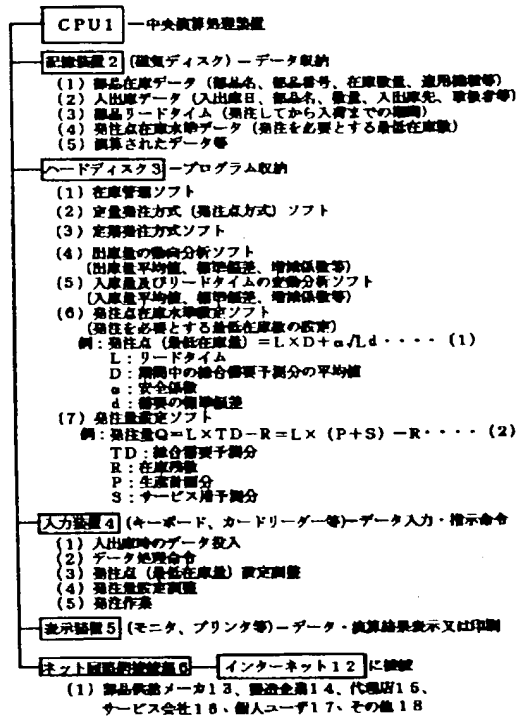 CPU1 ー中央演算処理装置
記憶装置2 (磁気ディスク)ーデータ収納
(1) 部品在庫データ(部品名、部品番号、在庫数量、適用機種等)
(2) 入出庫データ(入出庫日、部品名、数量、入出庫先、取扱者等)
(3) 部品リードタイム(発注してから入荷までの期間)
(4) 発注点在庫水準データ(発注を必要とする最低在庫数)
(5) 演算されたデータ等
ハードディスク3 ープログラム収納
(1) 在庫管理ソフト
(2) 定量発注方式(発注点方式)ソフト
(3) 定期発注方式ソフト
(4) 出庫量の動向分析ソフト
(出庫量平均値、標準偏差、増減係数等)
(5) 入庫量及びリードタイムの変動分析ソフト
(入庫量平均値、標準偏差、増減係数等)
(6) 発注点在庫水準設定ソフト
(発注を必要とする最低在庫数の設定)
例:発注点(最低在庫量)=L×D+α√Ld・・・・(1)
L:リードタイム
D:期間中の総合需要予測分の平均値
α:安全係数
d:需要の標準偏差
(7) 発注量設定ソフト
例:発注量Q=L×TD-R=L×(P+S)-R・・・・(2)
TD:総合需要予測分
R:在庫残数
P:生産計画分
S:サービス用予測分
入力装置4 (キーボード、カードリーダー等)ーデータ入力・指示命令
(1) 入出庫時のデータ投入
(2) データ処理命令
(3) 発注点(最低在庫量)設定調整
(4) 発注量設定調整
(5) 発注作業
表示装置5 (モニタ、プリンタ等)ーデータ・演算結果表示又は印刷
ネット回路網接続部6 インターネット12 に接続
(1) 部品供給メーカ13、製造企業14、代理店15、
サービス会社16、個人ユーザ17、その他18